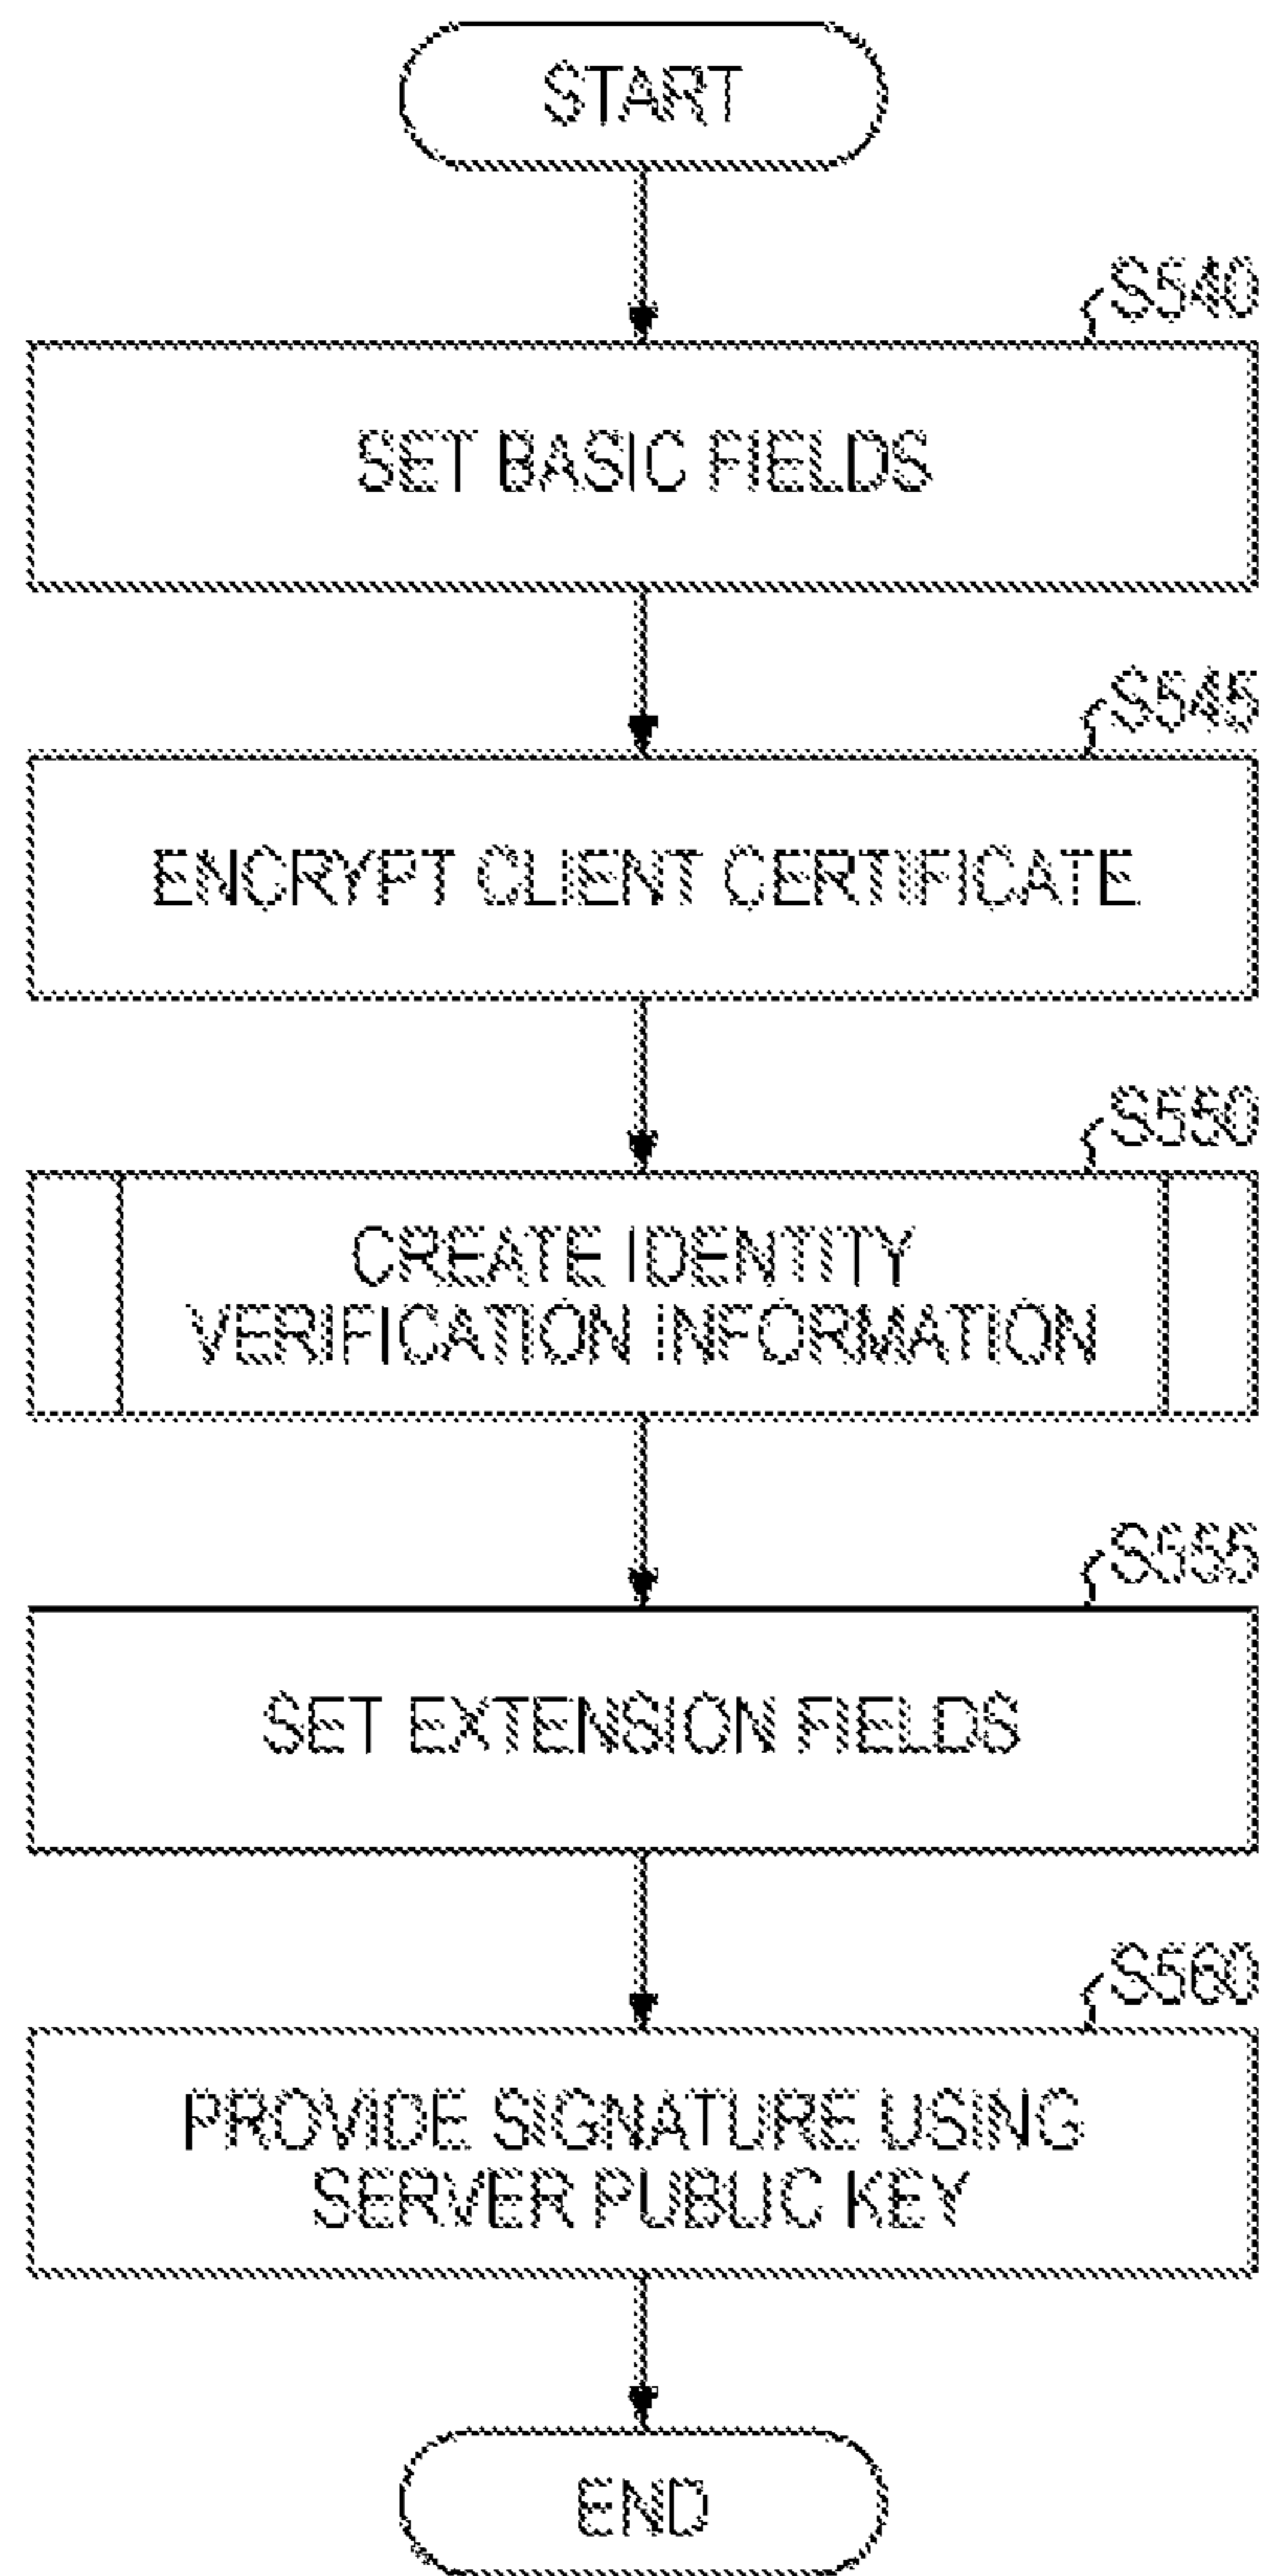 START
S540
SET BASIC FIELDS
S545
ENCRYPT CLIENT CERTIFICATE
S550
CREATE IDENTITY
VERIFICATION INFORMATION
S555
SET EXTENSION FIELDS
S560
PROVIDE SIGNATURE USING
SERVER PUBLIC KEY
END